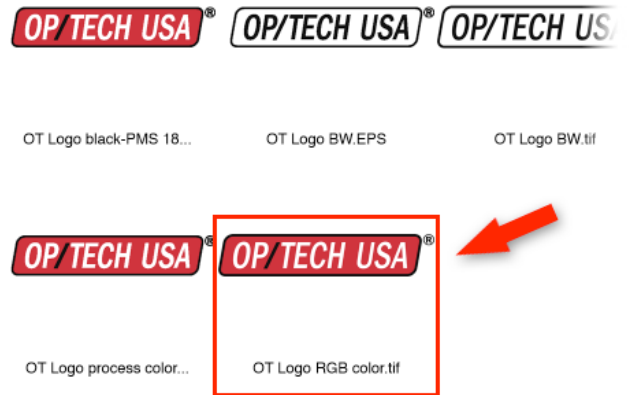 OP/TECH USA® OP/TECH USA® OP/TECH US
OT Logo black-PMS 18... OT Logo BW.EPS OT Logo BW.tif
OP/TECH USA® OP/TECH USA®
OT Logo process color... OT Logo RGB color.tif